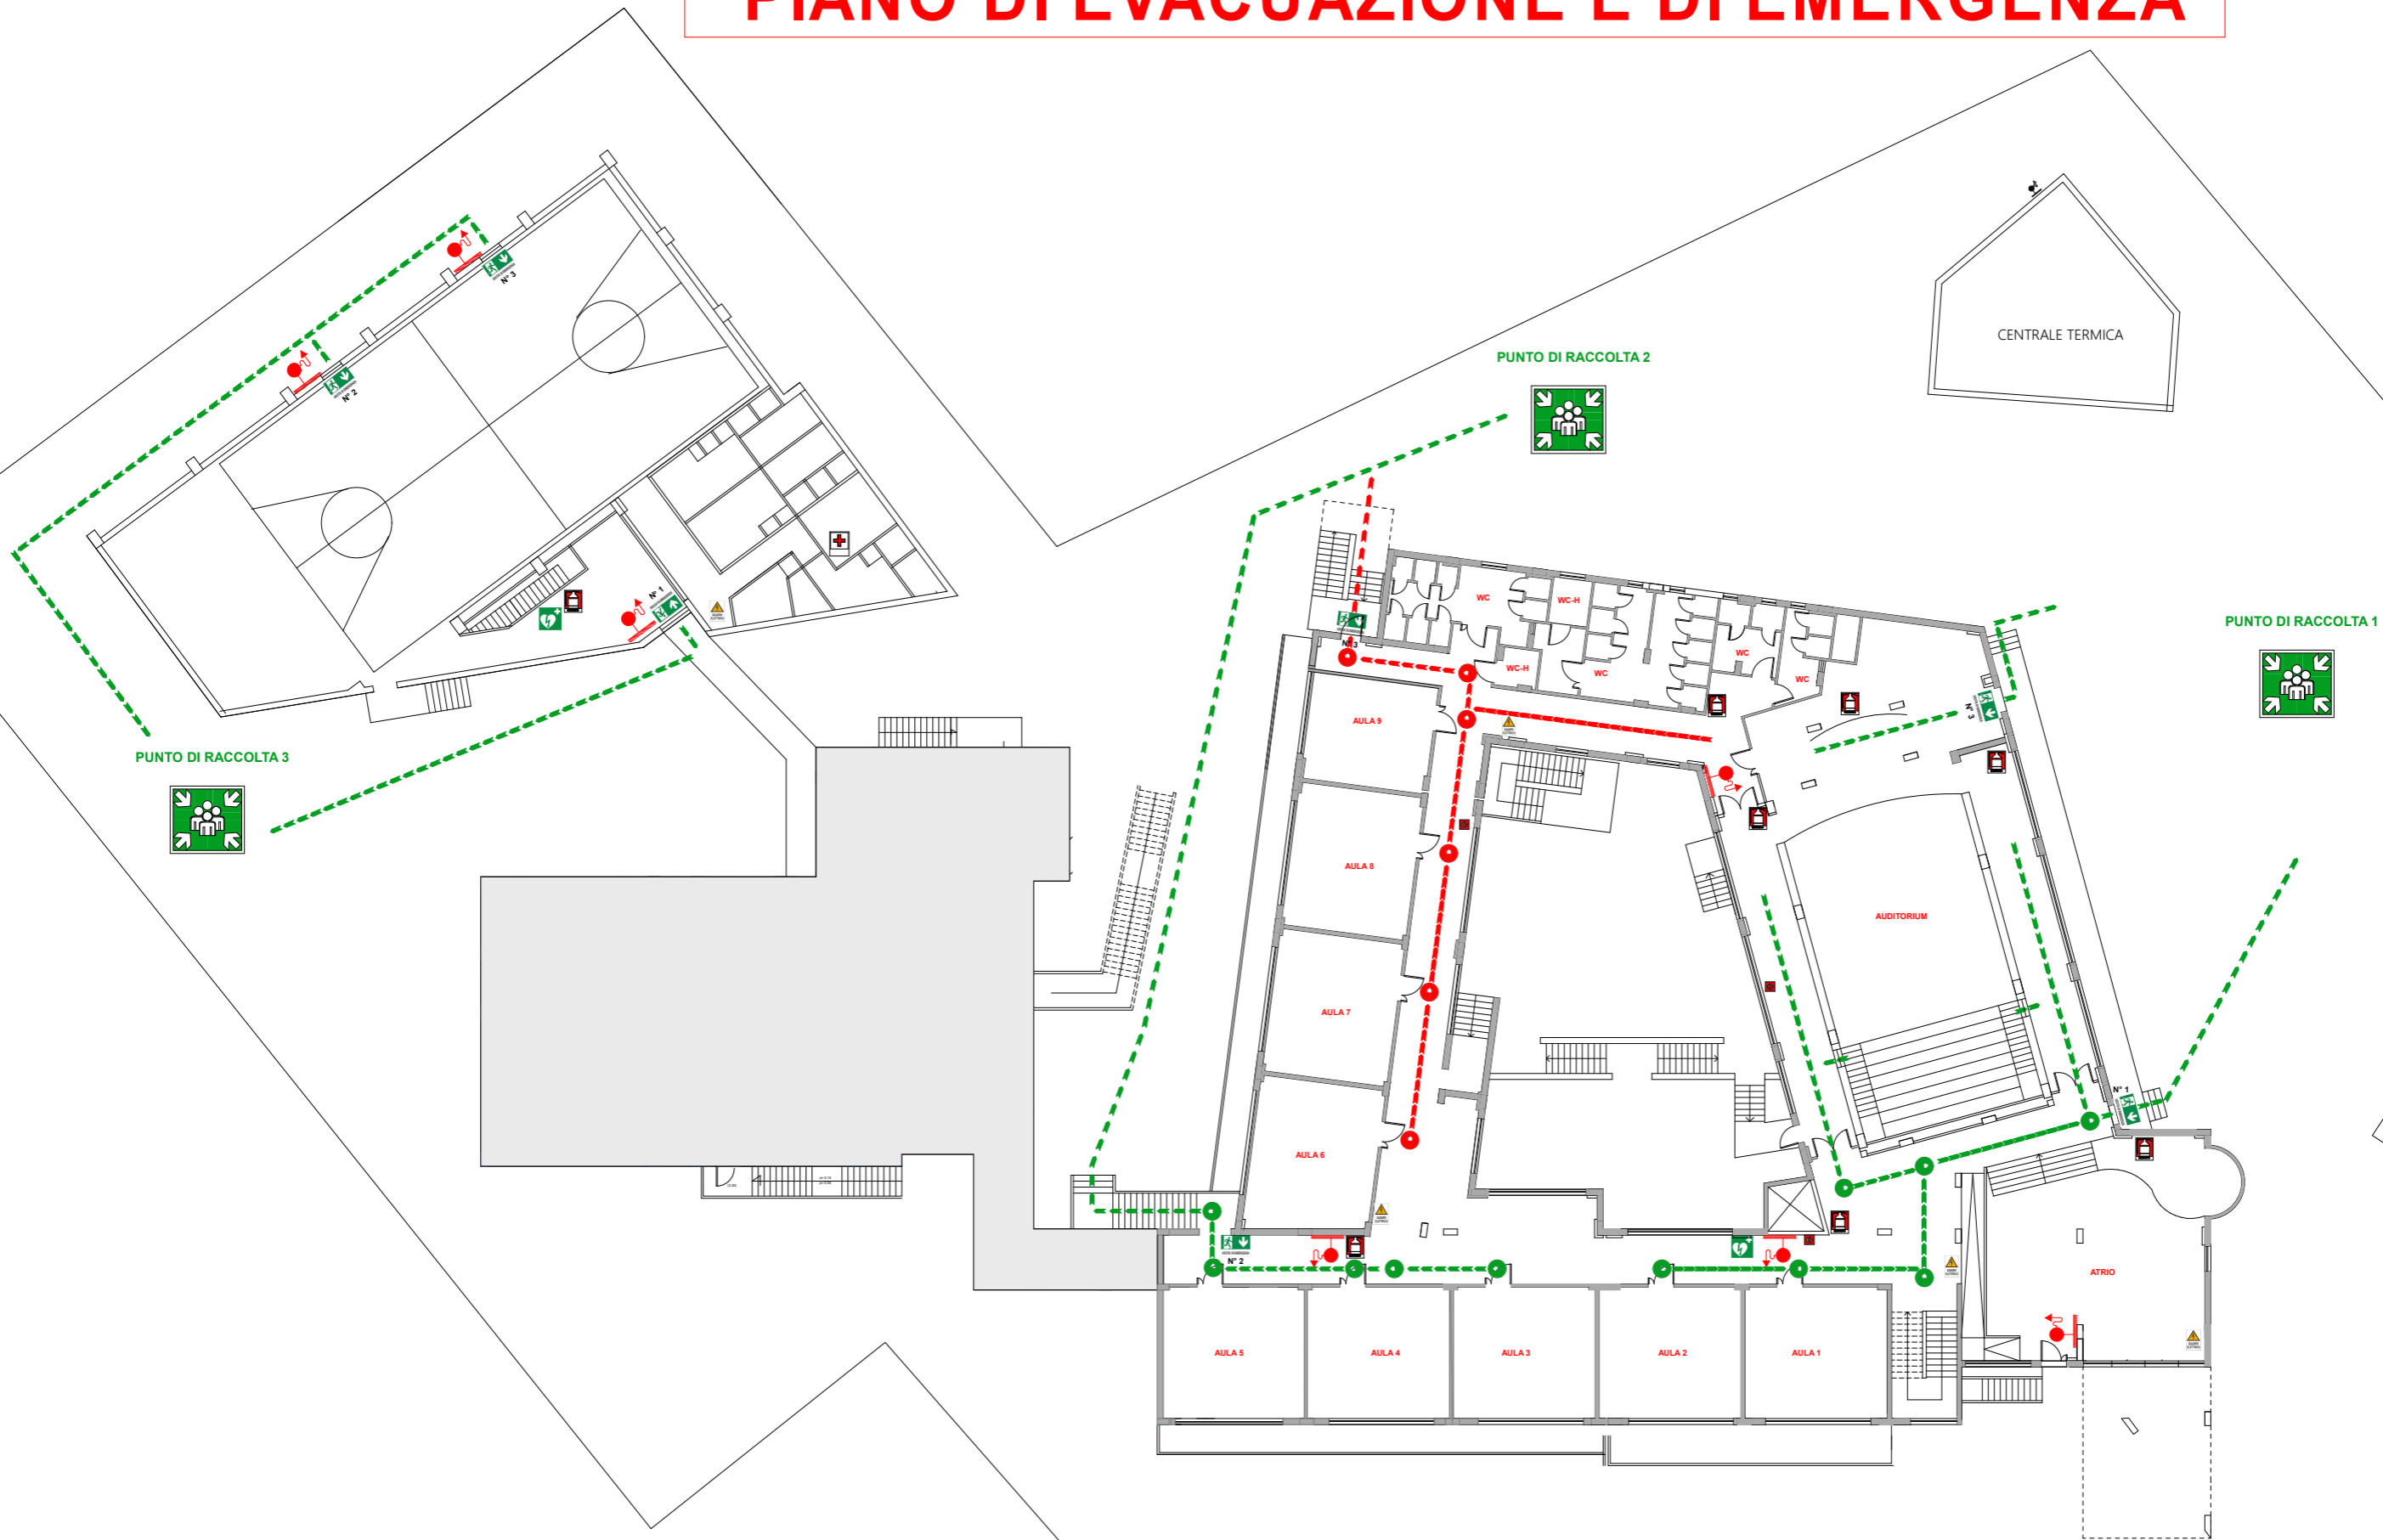 PIANO DI EVACUAZIONE E DI EMERGENZA
CENTRALE TERMICA
PUNTO DI RACCOLTA 2
PUNTO DI RACCOLTA 1
PUNTO DI RACCOLTA 3
N° 3
N° 2
N° 1
N° 3
WC
WC-H
WC-H
WC
WC
WC
N° 3
AULA 9
AULA 8
AULA 7
AULA 6
AUDITORIUM
N° 1
N° 2
ATRIO
AULA 5
AULA 4
AULA 3
AULA 2
AULA 1